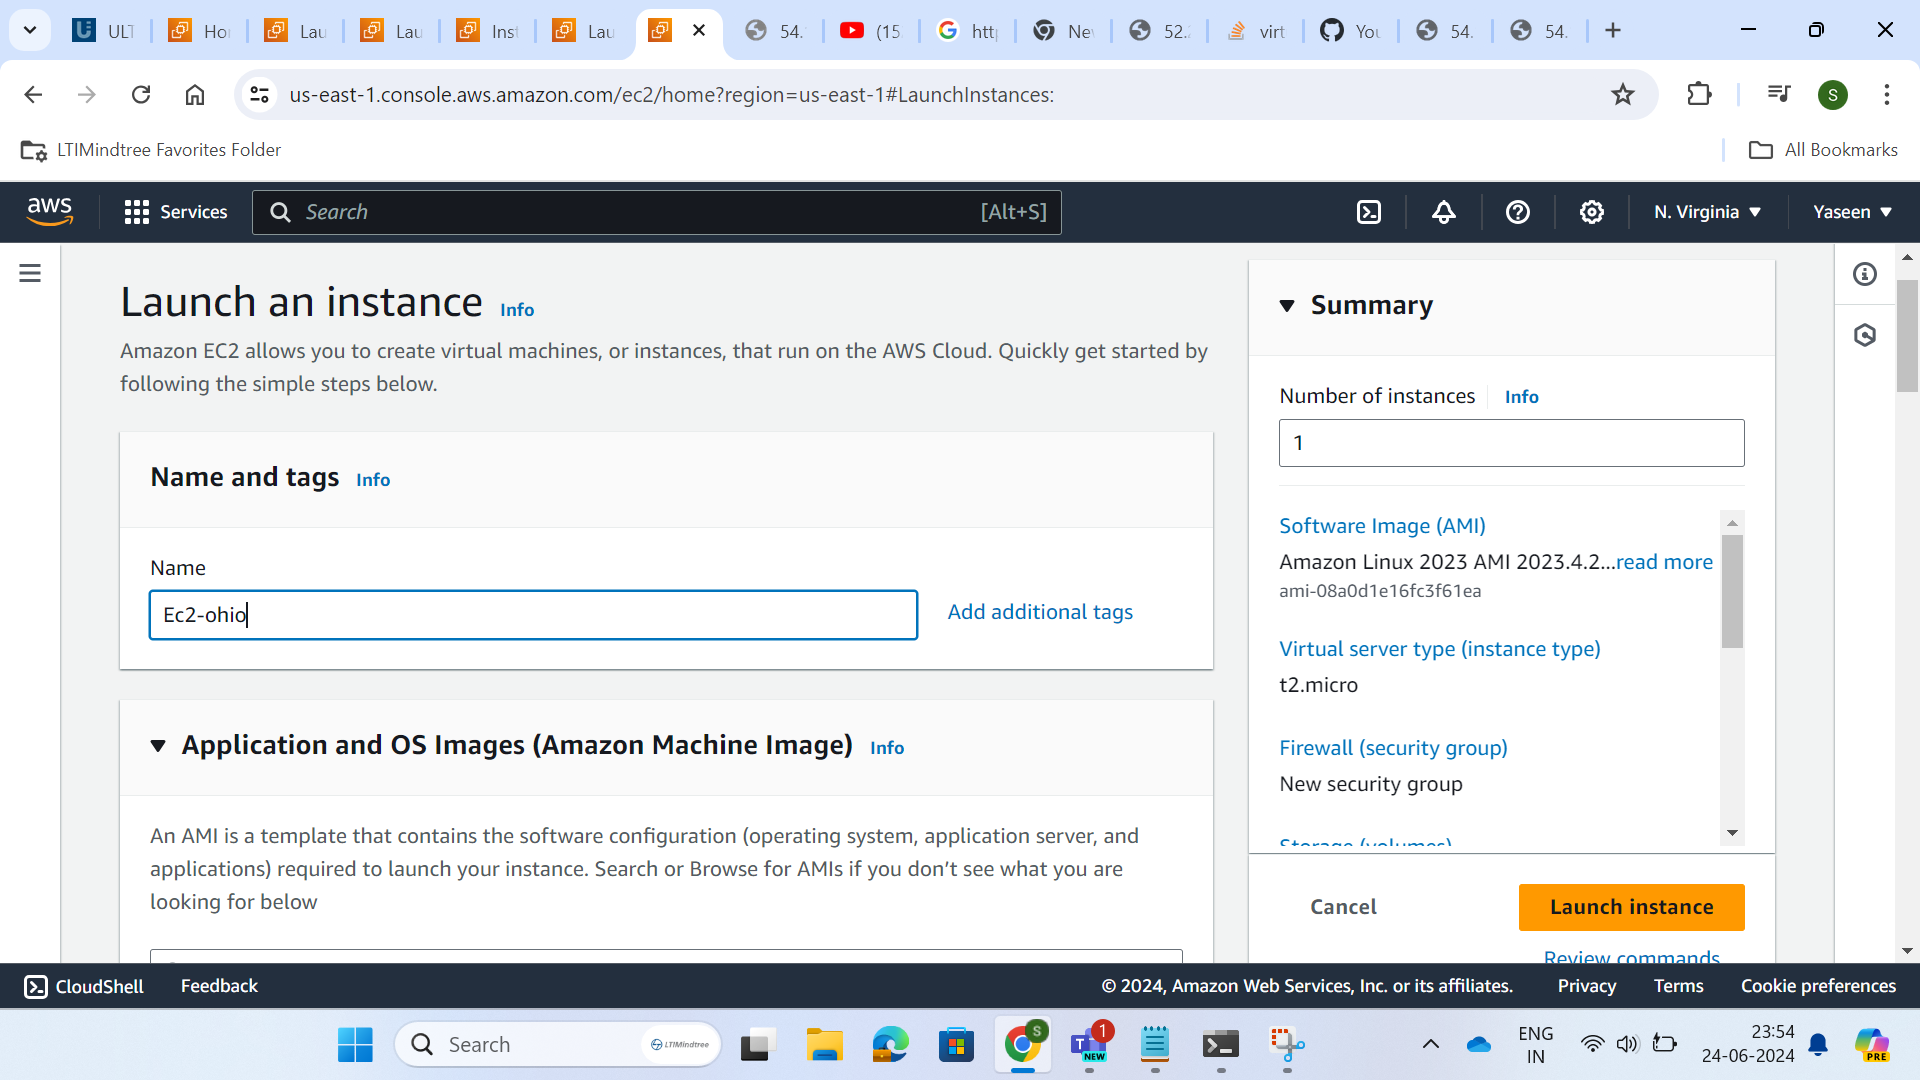 ULT
Ho
Lau
Lau
Inst
Lau
54.
(15
http
Nev
52.2
virt
You
54.
54.
us-east-1.console.aws.amazon.com/ec2/home?region=us-east-1#LaunchInstances:
S
LTIMindtree Favorites Folder
All Bookmarks
aws
Services
Search
[Alt+S]
N. Virginia
Yaseen
Launch an instance Info
Amazon EC2 allows you to create virtual machines, or instances, that run on the AWS Cloud. Quickly get started by
following the simple steps below.
Name and tags Info
Name
Ec2-ohio
Add additional tags
Application and OS Images (Amazon Machine Image) Info
An AMI is a template that contains the software configuration (operating system, application server, and
applications) required to launch your instance. Search or Browse for AMIs if you don’t see what you are
looking for below
Summary
Number of instances Info
1
Software Image (AMI)
Amazon Linux 2023 AMI 2023.4.2...read more
ami-08a0d1e16fc3f61ea
Virtual server type (instance type)
t2.micro
Firewall (security group)
New security group
Storage (volumes)
Cancel
Launch instance
Review commands
CloudShell
Feedback
© 2024, Amazon Web Services, Inc. or its affiliates.
Privacy
Terms
Cookie preferences
Search
LTIMindtree
S
1
NEW
ENG
IN
23:54
24-06-2024
PRE